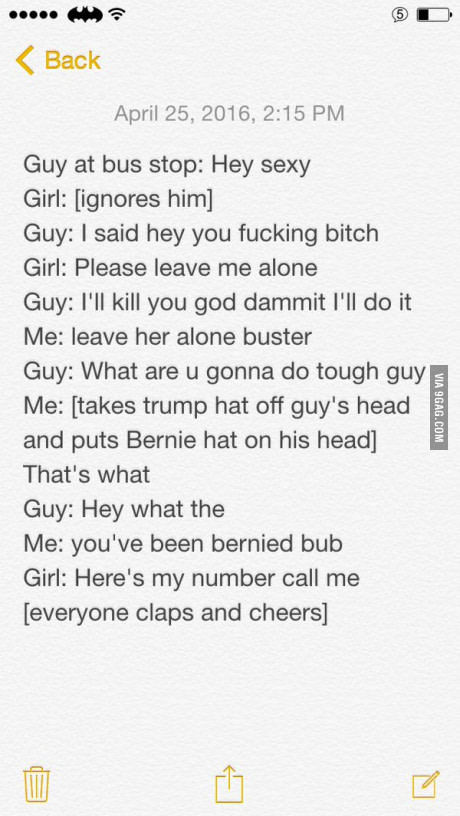 5
Back
April 25, 2016, 2:15 PM
Guy at bus stop: Hey sexy
Girl: [ignores him]
Guy: I said hey you fucking bitch
Girl: Please leave me alone
Guy: I'll kill you god dammit I'll do it
Me: leave her alone buster
Guy: What are u gonna do tough guy
Me: [takes trump hat off guy's head
and puts Bernie hat on his head]
That's what
Guy: Hey what the
Me: you've been bernied bub
Girl: Here's my number call me
[everyone claps and cheers]
VIA 9GAG.COM